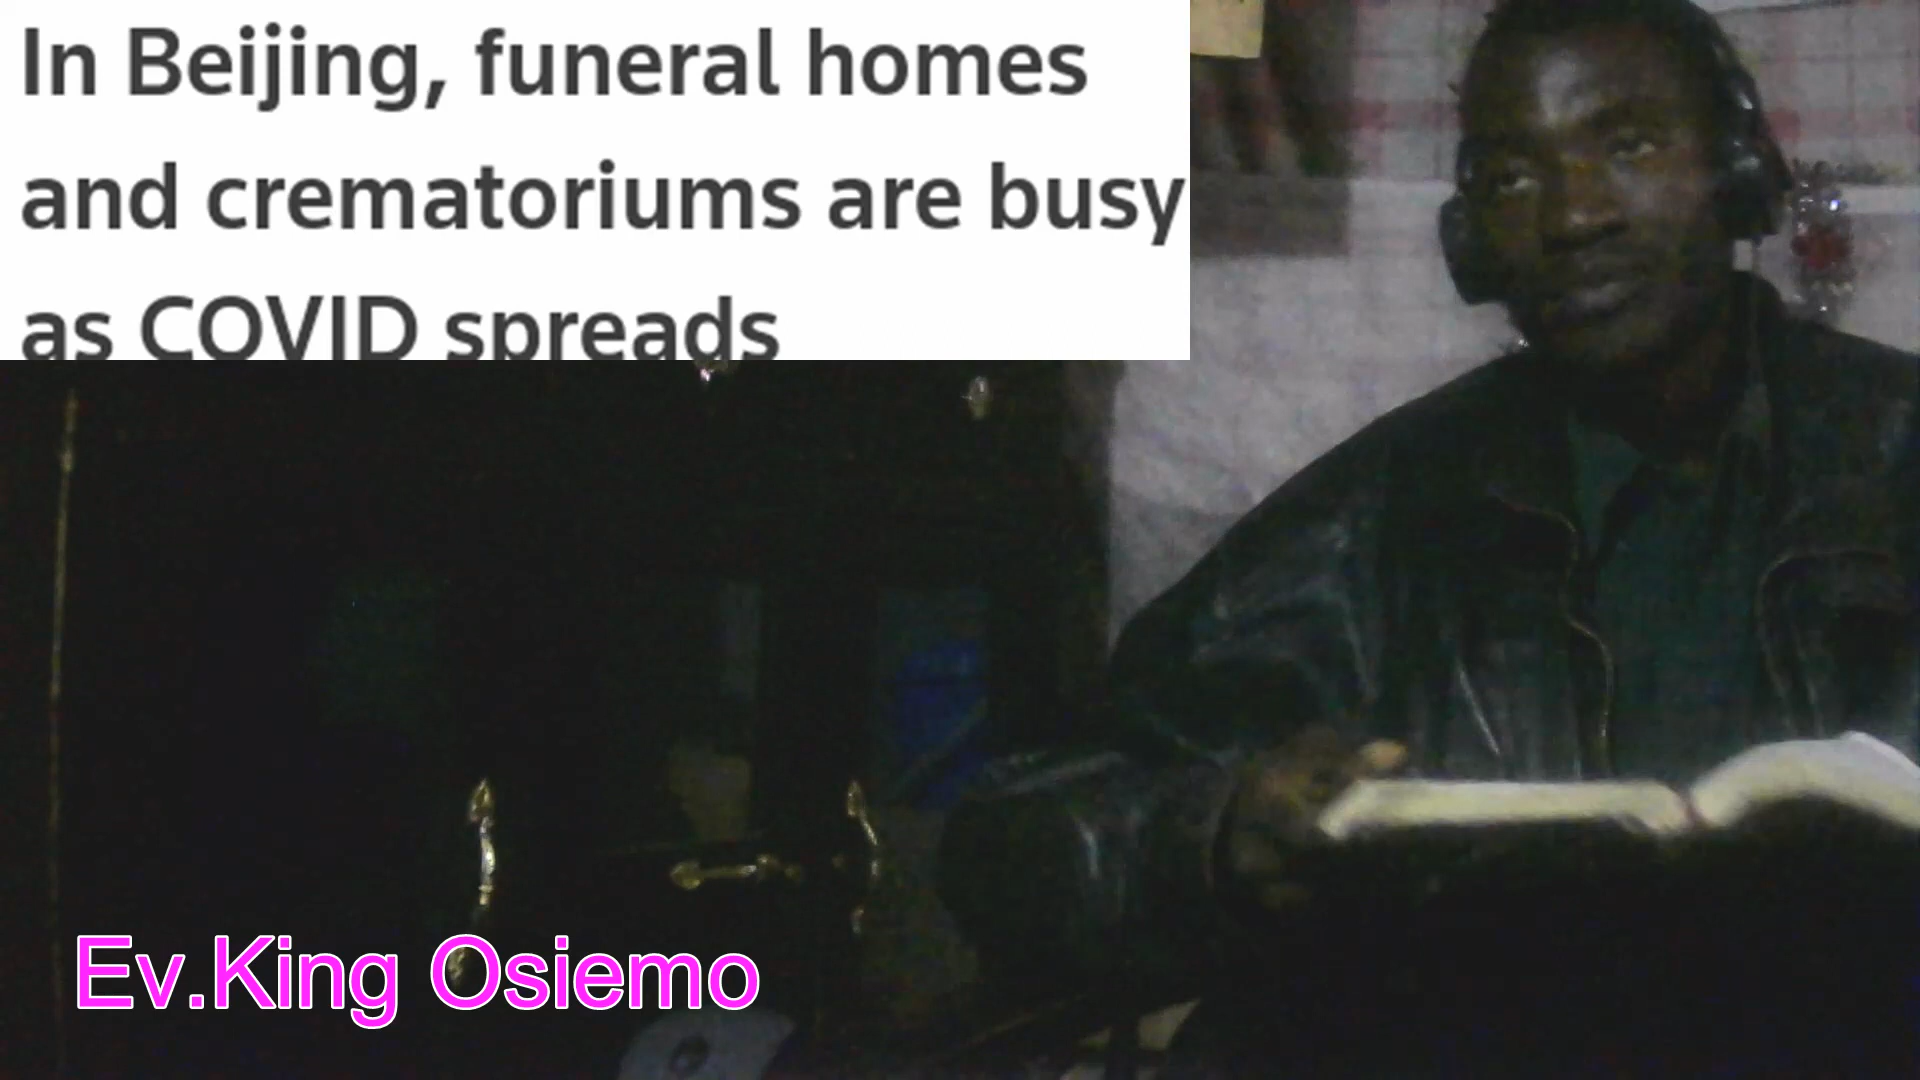 In Beijing, funeral homes
and crematoriums are busy
as COVID spreads
Ev.King Osiemo